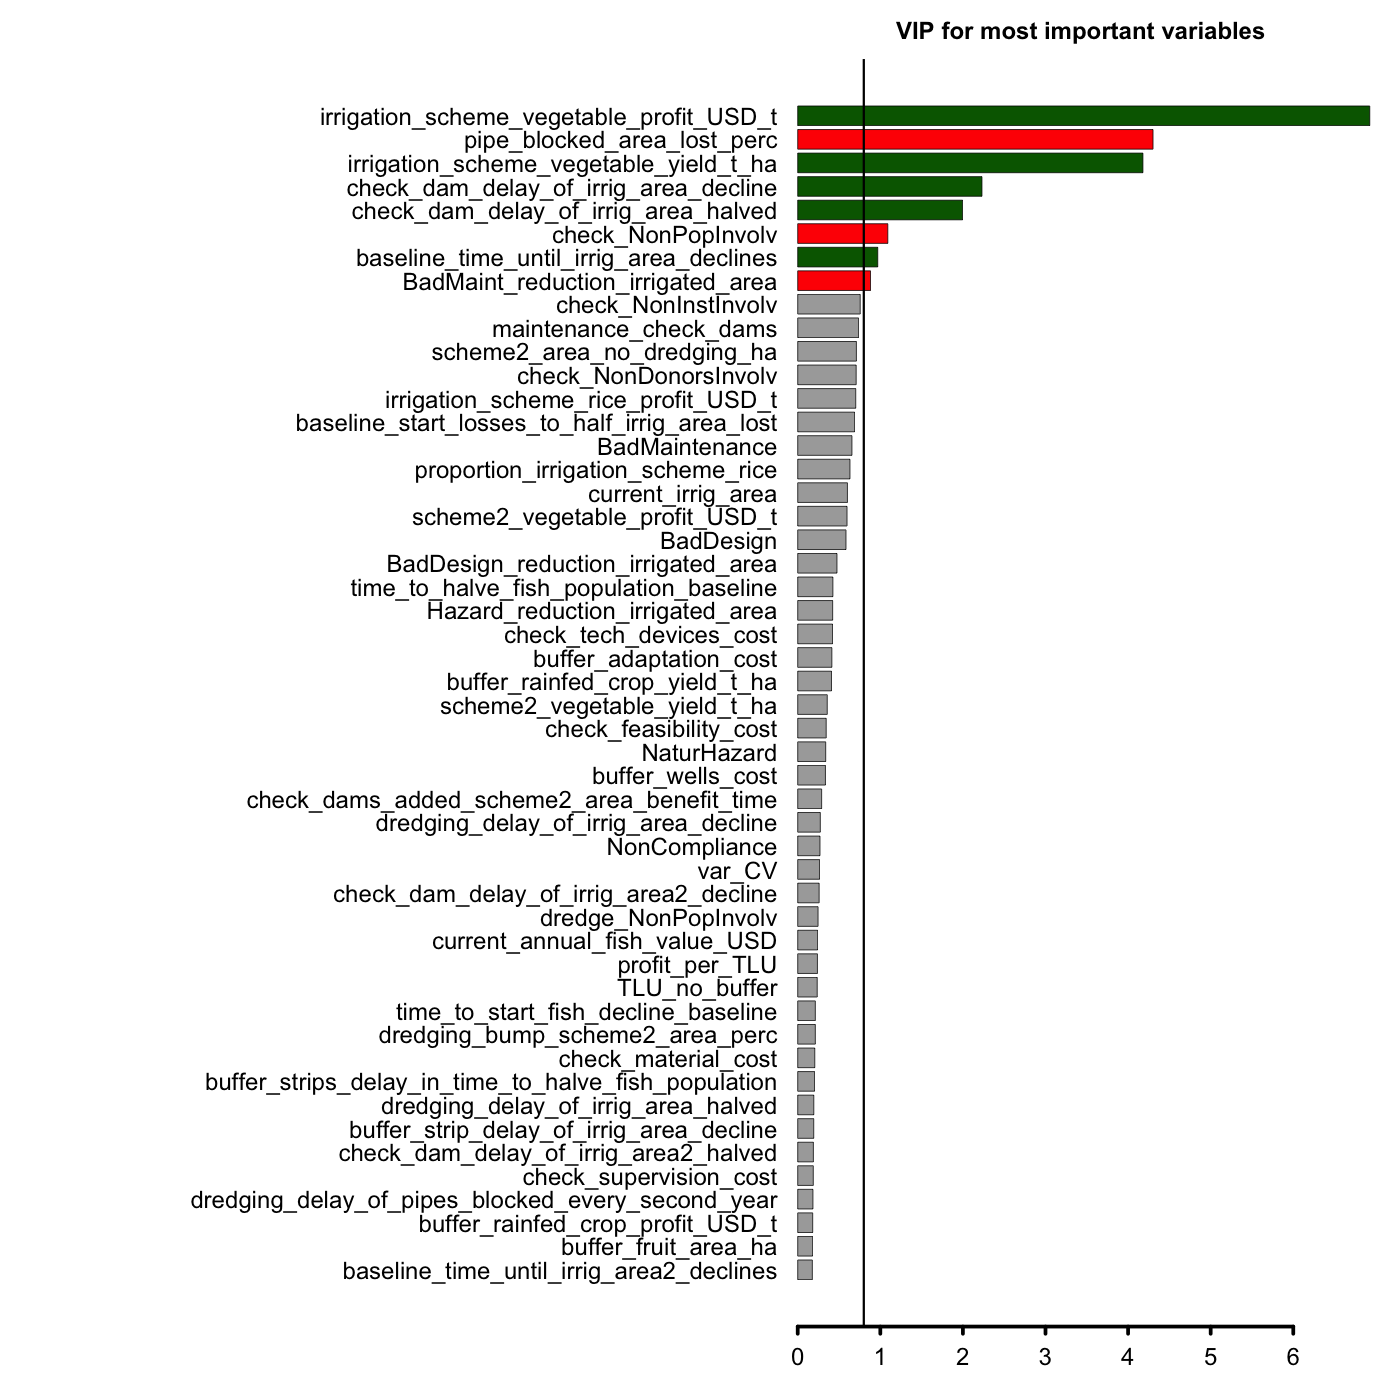 VIP for most important variables
irrigation_scheme_vegetable_profit_USD_t
pipe_blocked_area_lost_perc
irrigation_scheme_vegetable_yield_t_ha
check_dam_delay_of_irrig_area_decline
check_dam_delay_of_irrig_area_halved
check_NonPopInvolv
baseline_time_until_irrig_area_declines
BadMaint_reduction_irrigated_area
check_NonInstInvolv
maintenance_check_dams
scheme2_area_no_dredging_ha
check_NonDonorsInvolv
irrigation_scheme_rice_profit_USD_t
baseline_start_losses_to_half_irrig_area_lost
BadMaintenance
proportion_irrigation_scheme_rice
current_irrig_area
scheme2_vegetable_profit_USD_t
BadDesign
BadDesign_reduction_irrigated_area
time_to_halve_fish_population_baseline
Hazard_reduction_irrigated_area
check_tech_devices_cost
buffer_adaptation_cost
buffer_rainfed_crop_yield_t_ha
scheme2_vegetable_yield_t_ha
check_feasibility_cost
NaturHazard
buffer_wells_cost
check_dams_added_scheme2_area_benefit_time
dredging_delay_of_irrig_area_decline
NonCompliance
var_CV
check_dam_delay_of_irrig_area2_decline
dredge_NonPopInvolv
current_annual_fish_value_USD
profit_per_TLU
TLU_no_buffer
time_to_start_fish_decline_baseline
dredging_bump_scheme2_area_perc
check_material_cost
buffer_strips_delay_in_time_to_halve_fish_population
dredging_delay_of_irrig_area_halved
buffer_strip_delay_of_irrig_area_decline
check_dam_delay_of_irrig_area2_halved
check_supervision_cost
dredging_delay_of_pipes_blocked_every_second_year
buffer_rainfed_crop_profit_USD_t
buffer_fruit_area_ha
baseline_time_until_irrig_area2_declines
0 1 2 3 4 5 6